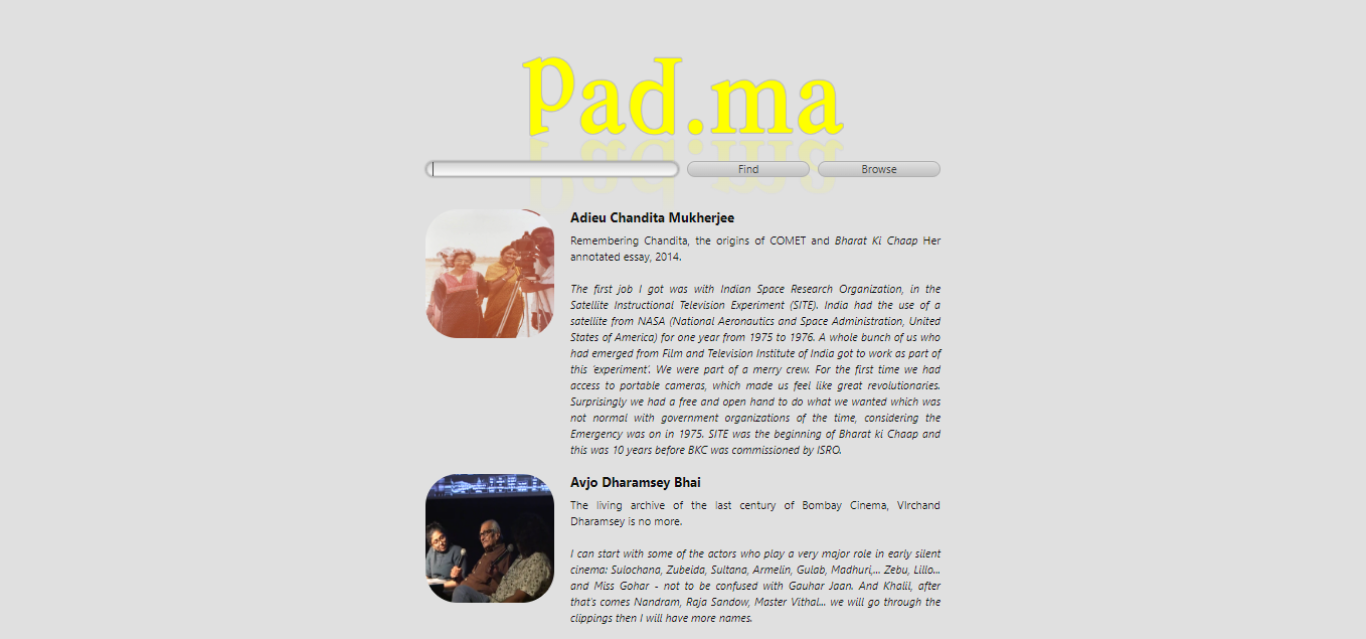 Pad.ma
Find
Browse
Adieu Chandita Mukherjee
Remembering Chandita, the origins of COMET and Bharat Ki Chaap Her
annotated essay, 2014.
The first job I got was with Indian Space Research Organization, in the
Satellite Instructional Television Experiment (SITE). India had the use of a
satellite from NASA (National Aeronautics and Space Administration, United
States of America) for one year from 1975 to 1976. A whole bunch of us who
had emerged from Film and Television Institute of India got to work as part of
this 'experiment'. We were part of a merry crew. For the first time we had
access to portable cameras, which made us feel like great revolutionaries.
Surprisingly we had a free and open hand to do what we wanted which was
not normal with government organizations of the time, considering the
Emergency was on in 1975. SITE was the beginning of Bharat ki Chaap and
this was 10 years before BKC was commissioned by ISRO.
Avjo Dharamsey Bhai
The living archive of the last century of Bombay Cinema, VIrchand
Dharamsey is no more.
I can start with some of the actors who play a very major role in early silent
cinema: Sulochana, Zubeida, Sultana, Armelin, Gulab, Madhuri,... Zebu, Lillo...
and Miss Gohar - not to be confused with Gauhar Jaan. And Khalil, after
that's comes Nandram, Raja Sandow, Master Vithal... we will go through the
clippings then I will have more names.